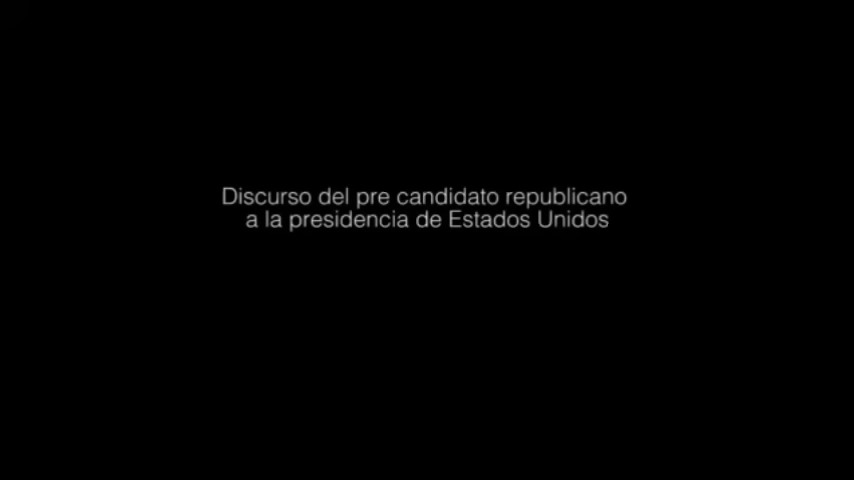 Discurso del pre candidato republicano
a la presidencia de Estados Unidos